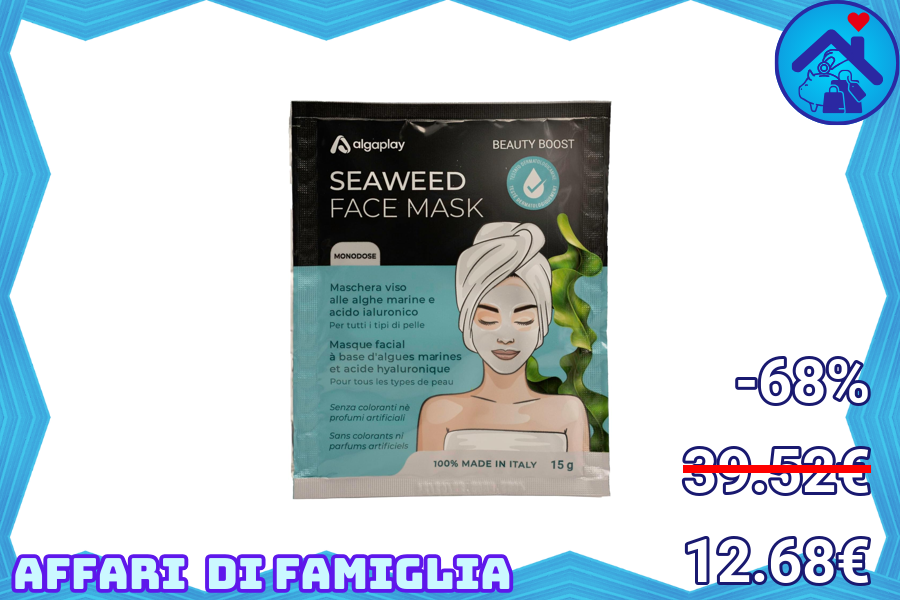 algaplay
BEAUTY BOOST
SEAWEED
FACE MASK
MONODOSE
Maschera viso
alle alghe marine e
acido ialuronico
Per tutti i tipi di pelle
Masque facial
à base d'algues marines
et acide hyaluronique
Pour tous les types de peau
Senza coloranti nè
profumi artificiali
Sans colorants ni
parfums artificiels
100% MADE IN ITALY 15 g
-68%
39.52€
12.68€
AFFARI DI FAMIGLIA